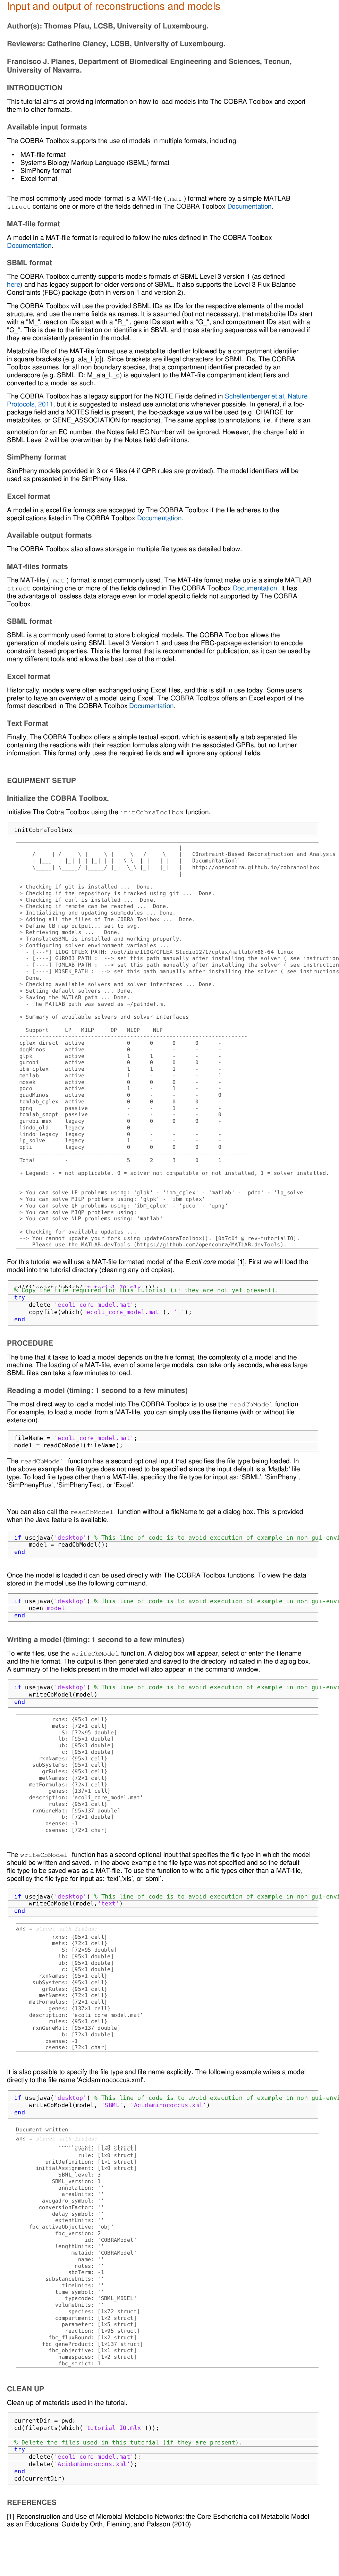 Input and output of reconstructions and models
Author(s): Thomas Pfau, LCSB, University of Luxembourg.
Reviewers: Catherine Clancy, LCSB, University of Luxembourg.
Francisco J. Planes, Department of Biomedical Engineering and Sciences, Tecnun,
University of Navarra.
INTRODUCTION
This tutorial aims at providing information on how to load models into The COBRA Toolbox and export
them to other formats.
Available input formats
The COBRA Toolbox supports the use of models in multiple formats, including:
• MAT-file format
• Systems Biology Markup Language (SBML) format
• SimPheny format
• Excel format
The most commonly used model format is a MAT-file (.mat ) format where by a simple MATLAB
struct contains one or more of the fields defined in The COBRA Toolbox Documentation.
MAT-file format
A model in a MAT-file format is required to follow the rules defined in The COBRA Toolbox
Documentation.
SBML format
The COBRA Toolbox currently supports models formats of SBML Level 3 version 1 (as defined
here) and has legacy support for older versions of SBML. It also supports the Level 3 Flux Balance
Constraints (FBC) package (both in version 1 and version 2).
The COBRA Toolbox will use the provided SBML IDs as IDs for the respective elements of the model
structure, and use the name fields as names. It is assumed (but not necessary), that metabolite IDs start
with a "M_", reaction IDs start with a "R_" , gene IDs start with a "G_", and compartment IDs start with a
"C_". This is due to the limitation on identifiers in SBML and those starting sequences will be removed if
they are consistently present in the model.
Metabolite IDs of the MAT-file format use a metabolite identifier followed by a compartment identifier
in square brackets (e.g. ala_L[c]). Since brackets are illegal characters for SBML IDs, The COBRA
Toolbox assumes, for all non boundary species, that a compartment identifier preceded by an
underscore (e.g. SBML ID: M_ala_L_c) is equivalent to the MAT-file compartment identifiers and
converted to a model as such.
The COBRA Toolbox has a legacy support for the NOTE Fields defined in Schellenberger et al, Nature
Protocols, 2011, but it is suggested to instead use annotations whenever possible. In general, if a fbc-
package field and a NOTES field is present the fbc-package annotation are used (e.g. CHARGE for
metabolites, or GENE_ASSOCIATION for reactions). The same applies to annotations, i.e. if there is an
annotation for an EC number, the Notes field EC Number will be ignored. However, the charge field in
SBML Level 2 will be overwritten by the Notes field definitions.
SimPheny format
SimPheny models provided in 3 or 4 files (4 if GPR rules are provided). The model identifiers will be
used as presented in the SimPheny files.
Excel format
A model in a excel file formats are accepted by The COBRA Toolbox if the file adheres to the
specifications listed in The COBRA Toolbox Documentation.
Available output formats
The COBRA Toolbox also allows storage in multiple file types as detailed below.
MAT-files formats
The MAT-file (.mat ) format is most commonly used. The MAT-file format make up is a simple MATLAB
struct containing one or more of the fields defined in The COBRA Toolbox Documentation. It has
the advantage of lossless data storage even for model specific fields not supported by The COBRA
Toolbox.
SBML format
SBML is a commonly used format to store biological models. The COBRA Toolbox allows the
generation of models using SBML Level 3 Version 1 and uses the FBC-package extension to encode
constraint based properties. This is the format that is recommended for publication, as it can be used by
many different tools and allows the best use of the model.
Excel format
Historically, models were often exchanged using Excel files, and this is still in use today. Some users
prefer to have an overview of a model using Excel. The COBRA Toolbox offers an Excel export of the
format described in The COBRA Toolbox Documentation.
Text Format
Finally, The COBRA Toolbox offers a simple textual export, which is essentially a tab separated file
containing the reactions with their reaction formulas along with the associated GPRs, but no further
information. This format only uses the required fields and will ignore any optional fields.
EQUIPMENT SETUP
Initialize the COBRA Toolbox.
Initialize The Cobra Toolbox using the initCobraToolbox function.
initCobraToolbox
COnstraint-Based Reconstruction and Analysis
Documentation:
http://opencobra.github.io/cobratoolbox
> Checking if git is installed ... Done.
> Checking if the repository is tracked using git ... Done.
> Checking if curl is installed ... Done.
> Checking if remote can be reached ... Done.
> Initializing and updating submodules ... Done.
> Adding all the files of The COBRA Toolbox ... Done.
> Define CB map output... set to svg.
> Retrieving models ... Done.
> TranslateSBML is installed and working properly.
> Configuring solver environment variables ...
- [---*] ILOG_CPLEX_PATH: /opt/ibm/ILOG/CPLEX_Studio1271/cplex/matlab/x86-64_linux
- [----] GUROBI_PATH : --> set this path manually after installing the solver ( see instructions
- [----] TOMLAB_PATH : --> set this path manually after installing the solver ( see instructions
- [----] MOSEK_PATH : --> set this path manually after installing the solver ( see instructions
Done.
> Checking available solvers and solver interfaces ... Done.
> Setting default solvers ... Done.
> Saving the MATLAB path ... Done.
- The MATLAB path was saved as ~/pathdef.m.
> Summary of available solvers and solver interfaces
Support LP MILP QP MIQP NLP
cplex_direct active 0 0 0 0 -
dqqMinos active 0 - - - -
glpk active 1 1 - - -
gurobi active 0 0 0 0 -
ibm_cplex active 1 1 1 - -
matlab active 1 - - - 1
mosek active 0 0 0 - -
pdco active 1 - 1 - -
quadMinos active 0 - - - 0
tomlab_cplex active 0 0 0 0 -
qpng passive - - 1 - -
tomlab_snopt passive - - - - 0
gurobi_mex legacy 0 0 0 0 -
lindo_old legacy 0 - - - -
lindo_legacy legacy 0 - - - -
lp_solve legacy 1 - - - -
opti legacy 0 0 0 0 0
Total - 5 2 3 0 1
+ Legend: - = not applicable, 0 = solver not compatible or not installed, 1 = solver installed.
> You can solve LP problems using: 'glpk' - 'ibm_cplex' - 'matlab' - 'pdco' - 'lp_solve'
> You can solve MILP problems using: 'glpk' - 'ibm_cplex'
> You can solve QP problems using: 'ibm_cplex' - 'pdco' - 'qpng'
> You can solve MIQP problems using:
> You can solve NLP problems using: 'matlab'
> Checking for available updates ...
--> You cannot update your fork using updateCobraToolbox(). [0b7c0f @ rev-tutorialIO].
Please use the MATLAB.devTools (https://github.com/opencobra/MATLAB.devTools).
For this tutorial we will use a MAT-file formated model of the E.coli core model [1]. First we will load the
model into the tutorial directory (cleaning any old copies).
cd(fileparts(which('tutorial_IO.mlx')));
% Copy the file required for this tutorial (if they are not yet present).
try
delete 'ecoli_core_model.mat';
copyfile(which('ecoli_core_model.mat'), '.');
end
PROCEDURE
The time that it takes to load a model depends on the file format, the complexity of a model and the
machine. The loading of a MAT-file, even of some large models, can take only seconds, whereas large
SBML files can take a few minutes to load.
Reading a model (timing: 1 second to a few minutes)
The most direct way to load a model into The COBRA Toolbox is to use the readCbModel function.
For example, to load a model from a MAT-file, you can simply use the filename (with or without file
extension).
fileName = 'ecoli_core_model.mat';
model = readCbModel(fileName);
The readCbModel function has a second optional input that specifies the file type being loaded. In
the above example the file type does not need to be specified since the input default is a 'Matlab' file
type. To load file types other than a MAT-file, specificy the file type for input as: 'SBML', 'SimPheny',
'SimPhenyPlus', 'SimPhenyText', or 'Excel'.
You can also call the readCbModel function without a fileName to get a dialog box. This is provided
when the Java feature is available.
if usejava('desktop') % This line of code is to avoid execution of example in non gui-envi
model = readCbModel();
end
Once the model is loaded it can be used directly with The COBRA Toolbox functions. To view the data
stored in the model use the following command.
if usejava('desktop') % This line of code is to avoid execution of example in non gui-envi
open model
end
Writing a model (timing: 1 second to a few minutes)
To write files, use the writeCbModel function. A dialog box will appear, select or enter the filename
and the file format. The output is then generated and saved to the directory indicated in the diaglog box.
A summary of the fields present in the model will also appear in the command window.
if usejava('desktop') % This line of code is to avoid execution of example in non gui-envi
writeCbModel(model)
end
rxns: {95×1 cell}
mets: {72×1 cell}
S: [72×95 double]
lb: [95×1 double]
ub: [95×1 double]
c: [95×1 double]
rxnNames: {95×1 cell}
subSystems: {95×1 cell}
grRules: {95×1 cell}
metNames: {72×1 cell}
metFormulas: {72×1 cell}
genes: {137×1 cell}
description: 'ecoli_core_model.mat'
rules: {95×1 cell}
rxnGeneMat: [95×137 double]
b: [72×1 double]
osense: -1
csense: [72×1 char]
The writeCbModel function has a second optional input that specifies the file type in which the model
should be written and saved. In the above example the file type was not specified and so the default
file type to be saved was as a MAT-file. To use the function to write a file types other than a MAT-file,
specificy the file type for input as: 'text','xls', or 'sbml'.
if usejava('desktop') % This line of code is to avoid execution of example in non gui-envi
writeCbModel(model,'text')
end
ans = struct with fields:
rxns: {95×1 cell}
mets: {72×1 cell}
S: [72×95 double]
lb: [95×1 double]
ub: [95×1 double]
c: [95×1 double]
rxnNames: {95×1 cell}
subSystems: {95×1 cell}
grRules: {95×1 cell}
metNames: {72×1 cell}
metFormulas: {72×1 cell}
genes: {137×1 cell}
description: 'ecoli_core_model.mat'
rules: {95×1 cell}
rxnGeneMat: [95×137 double]
b: [72×1 double]
osense: -1
csense: [72×1 char]
It is also possible to specify the file type and file name explicitly. The following example writes a model
directly to the file name 'Acidaminococcus.xml'.
if usejava('desktop') % This line of code is to avoid execution of example in non gui-envi
writeCbModel(model, 'SBML', 'Acidaminococcus.xml')
end
Document written
ans = struct with fields:
event: [1×0 struct]
rule: [1×0 struct]
unitDefinition: [1×1 struct]
initialAssignment: [1×0 struct]
SBML_level: 3
SBML_version: 1
annotation: ''
areaUnits: ''
avogadro_symbol: ''
conversionFactor: ''
delay_symbol: ''
extentUnits: ''
fbc_activeObjective: 'obj'
fbc_version: 2
id: 'COBRAModel'
lengthUnits: ''
metaid: 'COBRAModel'
name: ''
notes: ''
sboTerm: -1
substanceUnits: ''
timeUnits: ''
time_symbol: ''
typecode: 'SBML_MODEL'
volumeUnits: ''
species: [1×72 struct]
compartment: [1×2 struct]
parameter: [1×5 struct]
reaction: [1×95 struct]
fbc_fluxBound: [1×2 struct]
fbc_geneProduct: [1×137 struct]
fbc_objective: [1×1 struct]
namespaces: [1×2 struct]
fbc_strict: 1
CLEAN UP
Clean up of materials used in the tutorial.
currentDir = pwd;
cd(fileparts(which('tutorial_IO.mlx')));
% Delete the files used in this tutorial (if they are present).
try
delete('ecoli_core_model.mat');
delete('Acidaminococcus.xml');
end
cd(currentDir)
REFERENCES
[1] Reconstruction and Use of Microbial Metabolic Networks: the Core Escherichia coli Metabolic Model
as an Educational Guide by Orth, Fleming, and Palsson (2010)